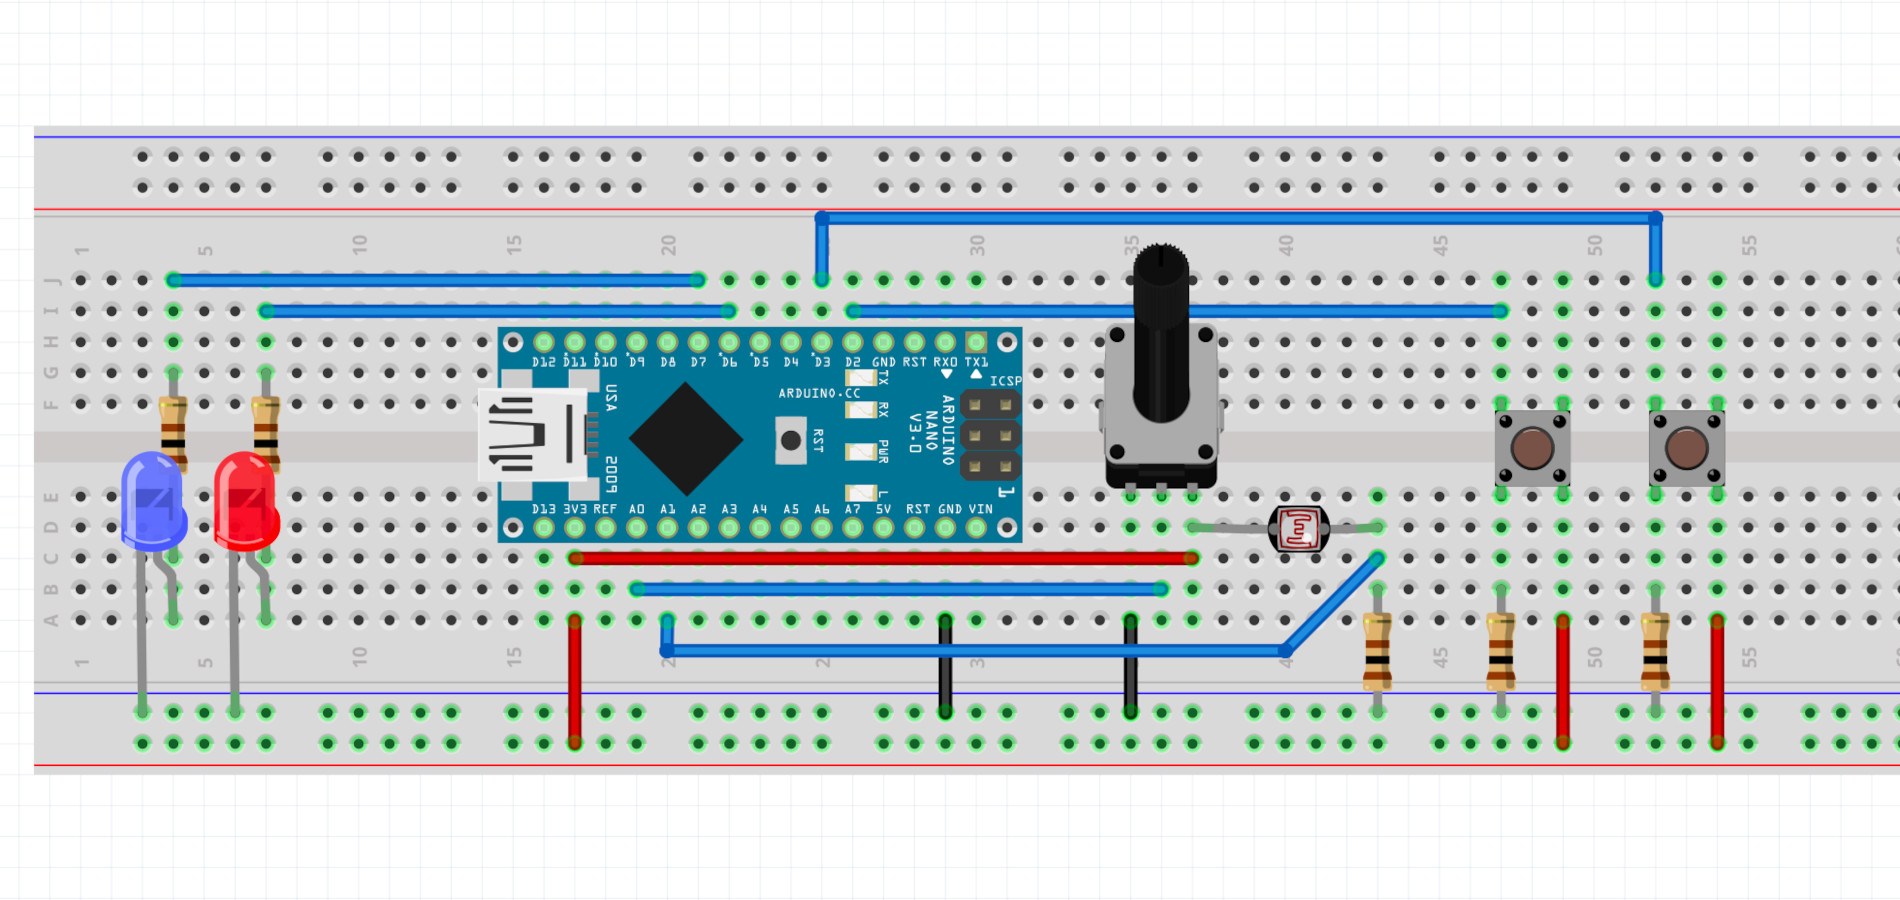 1 5 10 15 20 30 35 40 45 50 55
J
I
H
G
F
D12 D11 D10 D9 D8 D7 D6 D5 D4 D3 D2 GND RST RX0 TX1
USA
ARDUINO.CC
TX
RX
PWR
L
RST
ARDUINO
NANO
V3.0
ICSP
1
2009
D13 3V3 REF A0 A1 A2 A3 A4 A5 A6 A7 5V RST GND VIN
E
D
C
B
A
1 5 10 15 2 2 3 4 45 50 55